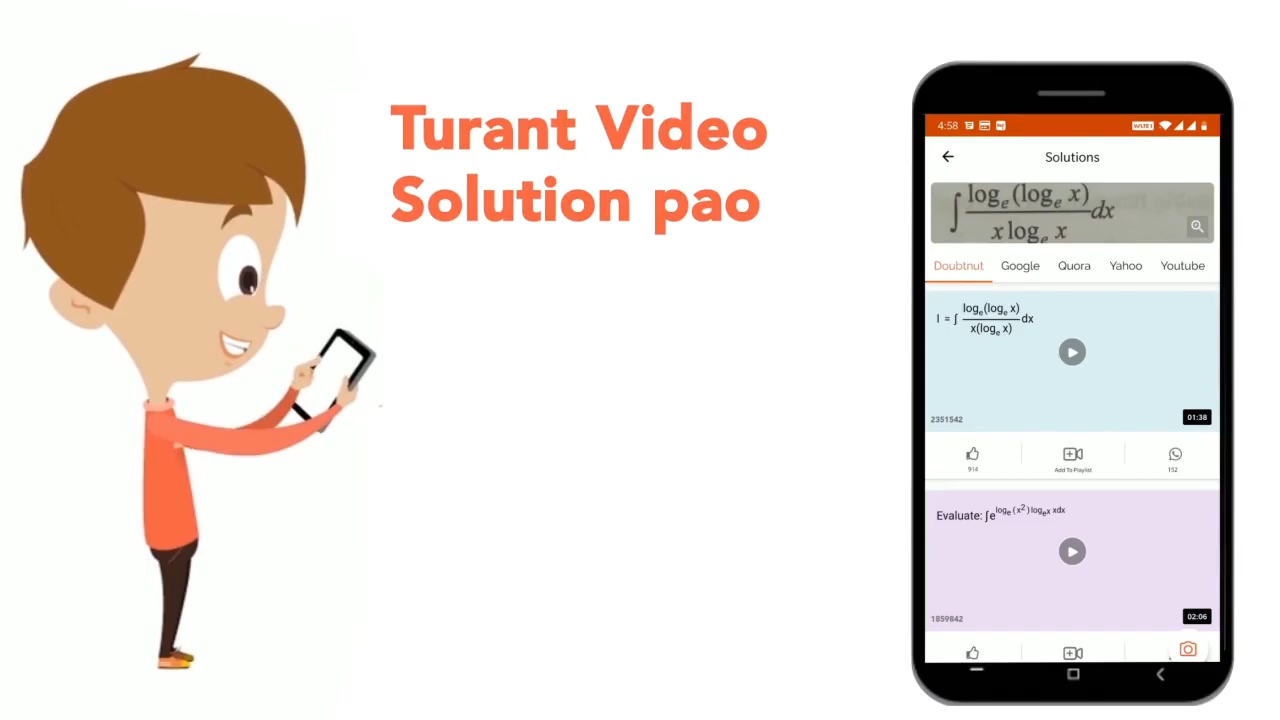 Turant Video
Solution pao
4:58
Solutions
∫ logₑ(logₑ x) / x logₑ x dx
Doubtnut Google Quora Yahoo Youtube
I = ∫ logₑ(logₑ x) / x(logₑ x) dx
2351542 01:38
914 Add To Playlist 152
Evaluate: ∫e^logₑ(x²) logₑx xdx
1859842 02:06